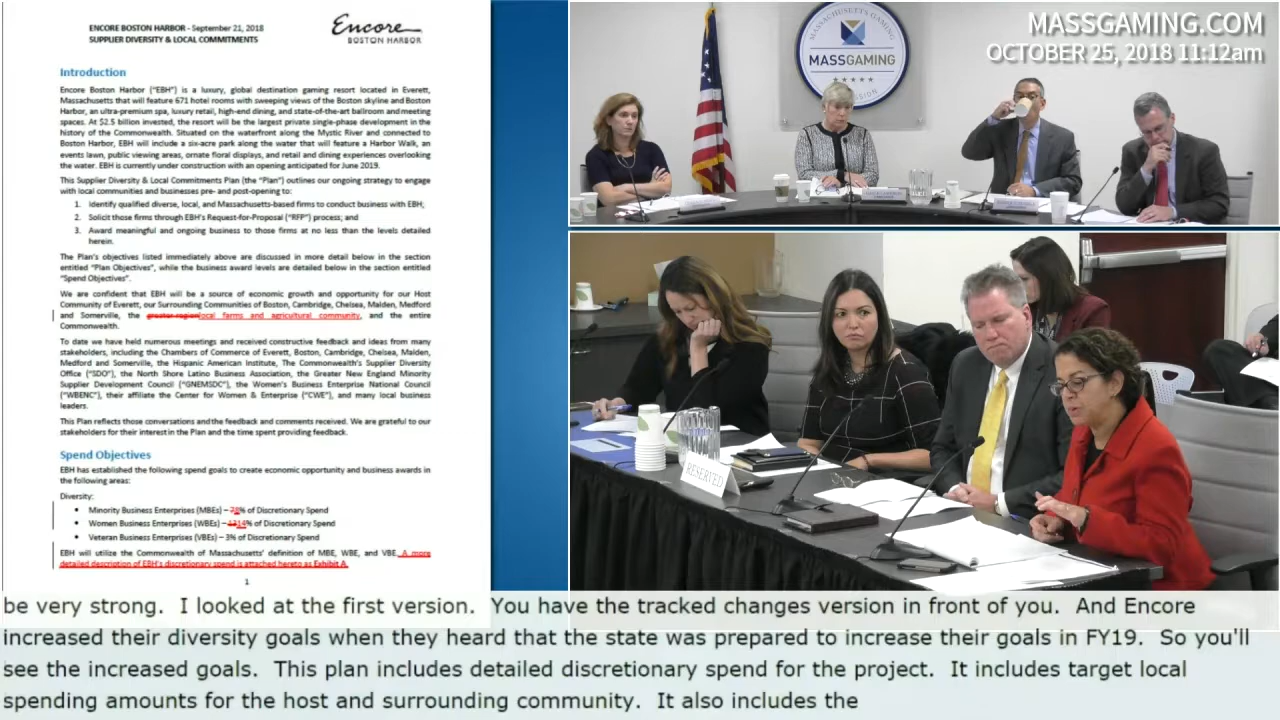 ENCORE BOSTON HARBOR - September 21, 2018
SUPPLIER DIVERSITY & LOCAL COMMITMENTS
Encore
BOSTON HARBOR
Introduction
Encore Boston Harbor ("EBH") is a luxury, global destination gaming resort located in Everett,
Massachusetts that will feature 671 hotel rooms with sweeping views of the Boston skyline and Boston
Harbor, an ultra-premium spa, luxury retail, high-end dining, and state-of-the-art ballroom and meeting
spaces. At $2.5 billion invested, the resort will be the largest private single-phase development in the
history of the Commonwealth. Situated on the waterfront along the Mystic River and connected to
Boston Harbor, EBH will include a six-acre park along the water that will feature a Harbor Walk, an
events lawn, public viewing areas, ornate floral displays, and retail and dining experiences overlooking
the water. EBH is currently under construction with an opening anticipated for June 2019.
This Supplier Diversity & Local Commitments Plan (the "Plan") outlines our ongoing strategy to engage
with local communities and businesses pre- and post-opening to:
1. Identify qualified diverse, local, and Massachusetts-based firms to conduct business with EBH;
2. Solicit those firms through EBH's Request-for-Proposal ("RFP") process; and
3. Award meaningful and ongoing business to those firms at no less than the levels detailed
herein.
The Plan's objectives listed immediately above are discussed in more detail below in the section
entitled "Plan Objectives", while the business award levels are detailed below in the section entitled
"Spend Objectives".
We are confident that EBH will be a source of economic growth and opportunity for our Host
Community of Everett, our Surrounding Communities of Boston, Cambridge, Chelsea, Malden, Medford
and Somerville, the greater region local farms and agricultural community, and the entire
Commonwealth.
To date we have held numerous meetings and received constructive feedback and ideas from many
stakeholders, including the Chambers of Commerce of Everett, Boston, Cambridge, Chelsea, Malden,
Medford and Somerville, the Hispanic American Institute, The Commonwealth's Supplier Diversity
Office ("SDO"), the North Shore Latino Business Association, the Greater New England Minority
Supplier Development Council ("GNEMSDC"), the Women's Business Enterprise National Council
("WBENC"), their affiliate the Center for Women & Enterprise ("CWE"), and many local business
leaders.
This Plan reflects those conversations and the feedback and comments received. We are grateful to our
stakeholders for their interest in the Plan and the time spent providing feedback.
Spend Objectives
EBH has established the following spend goals to create economic opportunity and business awards in
the following areas:
Diversity:
• Minority Business Enterprises (MBEs) – 78% of Discretionary Spend
• Women Business Enterprises (WBEs) – 1314% of Discretionary Spend
• Veteran Business Enterprises (VBEs) – 3% of Discretionary Spend
EBH will utilize the Commonwealth of Massachusetts' definition of MBE, WBE, and VBE. A more
detailed description of EBH's discretionary spend is attached hereto as Exhibit A.
1
MASSACHUSETTS GAMING
MASSGAMING
MASSGAMING.COM
OCTOBER 25, 2018 11:12am
RESERVED
be very strong. I looked at the first version. You have the tracked changes version in front of you. And Encore
increased their diversity goals when they heard that the state was prepared to increase their goals in FY19. So you'll
see the increased goals. This plan includes detailed discretionary spend for the project. It includes target local
spending amounts for the host and surrounding community. It also includes the